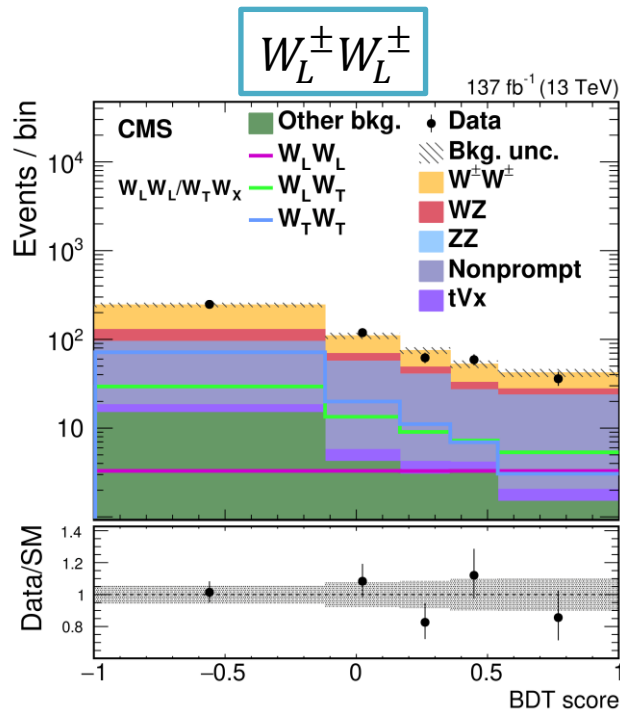 W_L^± W_L^±
137 fb⁻¹ (13 TeV)
CMS
W_L W_L/W_T W_X
Other bkg.
W_L W_L
W_L W_T
W_T W_T
Data
Bkg. unc.
W^± W^±
WZ
ZZ
Nonprompt
tVx
Events / bin
10⁴
10³
10²
10
Data/SM
1.4
1.2
1
0.8
−1 −0.5 0 0.5 1
BDT score